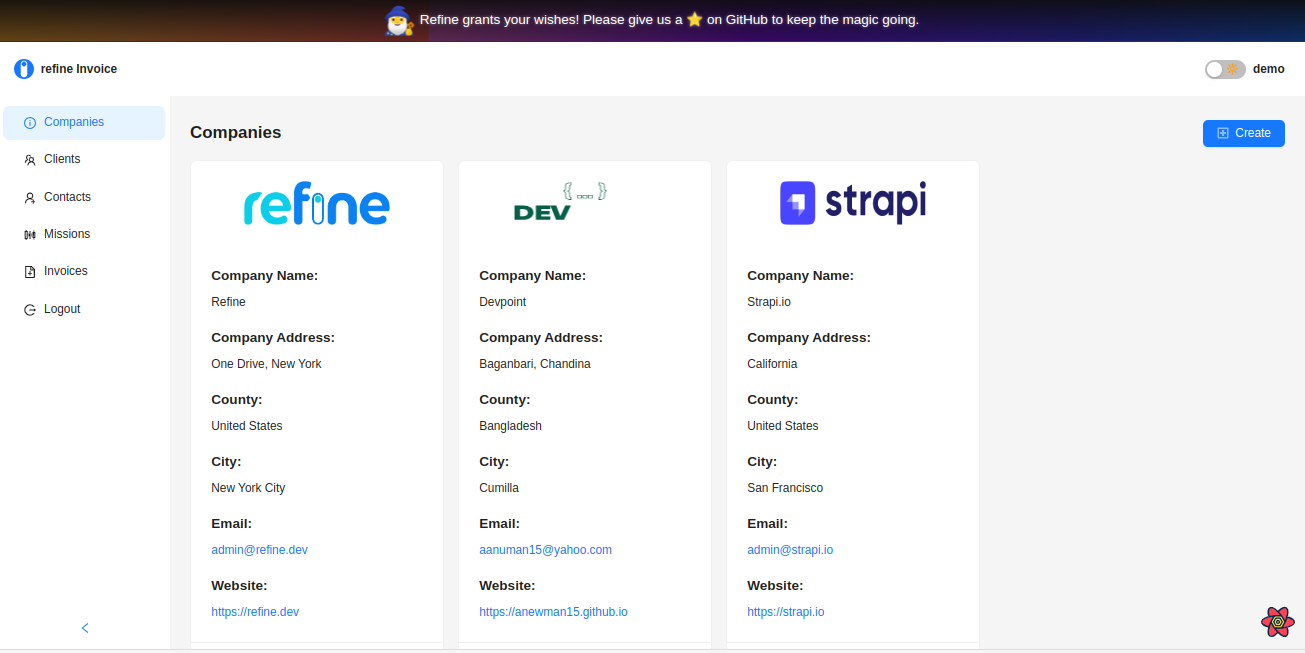 Refine grants your wishes! Please give us a ⭐ on GitHub to keep the magic going.
refine Invoice
demo
Companies
Clients
Contacts
Missions
Invoices
Logout
Companies
Create
refine
Company Name:
Refine
Company Address:
One Drive, New York
County:
United States
City:
New York City
Email:
admin@refine.dev
Website:
https://refine.dev
DEV {...}
Company Name:
Devpoint
Company Address:
Baganbari, Chandina
County:
Bangladesh
City:
Cumilla
Email:
aanuman15@yahoo.com
Website:
https://anewman15.github.io
strapi
Company Name:
Strapi.io
Company Address:
California
County:
United States
City:
San Francisco
Email:
admin@strapi.io
Website:
https://strapi.io